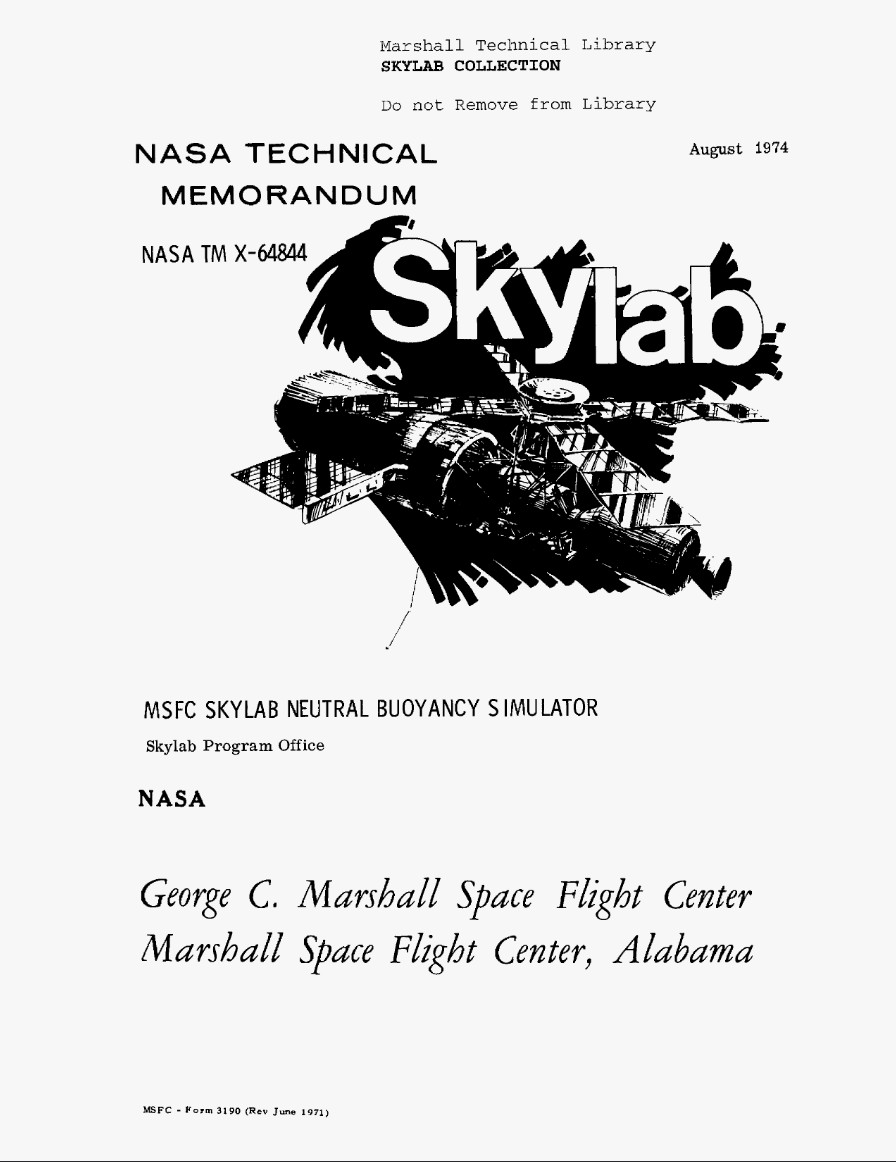 Marshall Technical Library
SKYLAB COLLECTION
Do not Remove from Library
NASA TECHNICAL
MEMORANDUM
August 1974
NASA TM X-64844
Skylab
MSFC SKYLAB NEUTRAL BUOYANCY SIMULATOR
Skylab Program Office
NASA
George C. Marshall Space Flight Center
Marshall Space Flight Center, Alabama
MSFC - Form 3190 (Rev June 1971)